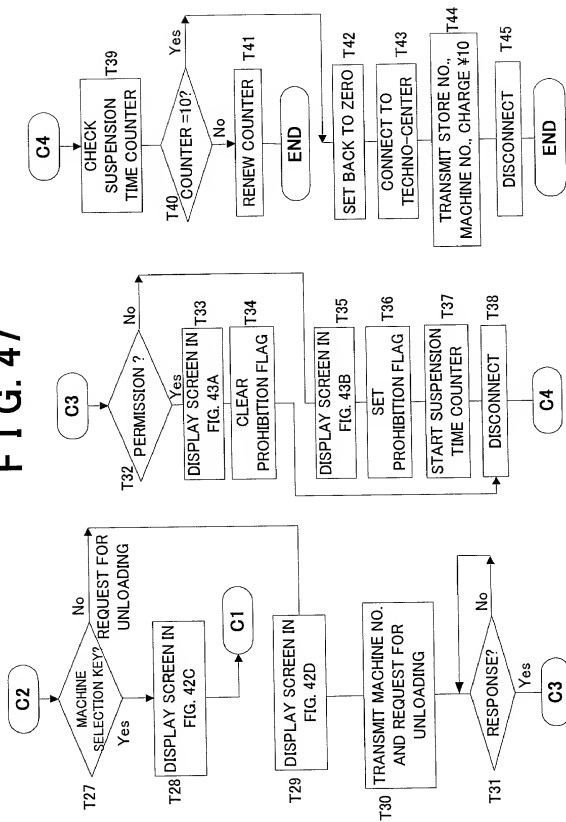 FIG. 47
C2
T27
MACHINE
SELECTION KEY?
No
REQUEST FOR
UNLOADING
Yes
T28
DISPLAY SCREEN IN
FIG. 42C
C1
T29
DISPLAY SCREEN IN
FIG. 42D
T30
TRANSMIT MACHINE NO.
AND REQUEST FOR
UNLOADING
T31
RESPONSE?
No
Yes
C3
C3
T32
PERMISSION ?
No
Yes
DISPLAY SCREEN IN
FIG. 43A
T33
CLEAR
PROHIBITION FLAG
T34
DISPLAY SCREEN IN
FIG. 43B
T35
SET
PROHIBITION FLAG
T36
START SUSPENSION
TIME COUNTER
T37
DISCONNECT
T38
C4
C4
CHECK
SUSPENSION
TIME COUNTER
T39
T40
COUNTER =10?
Yes
No
RENEW COUNTER
T41
END
SET BACK TO ZERO
T42
CONNECT TO
TECHNO-CENTER
T43
TRANSMIT STORE NO.,
MACHINE NO., CHARGE ¥10
T44
DISCONNECT
T45
END